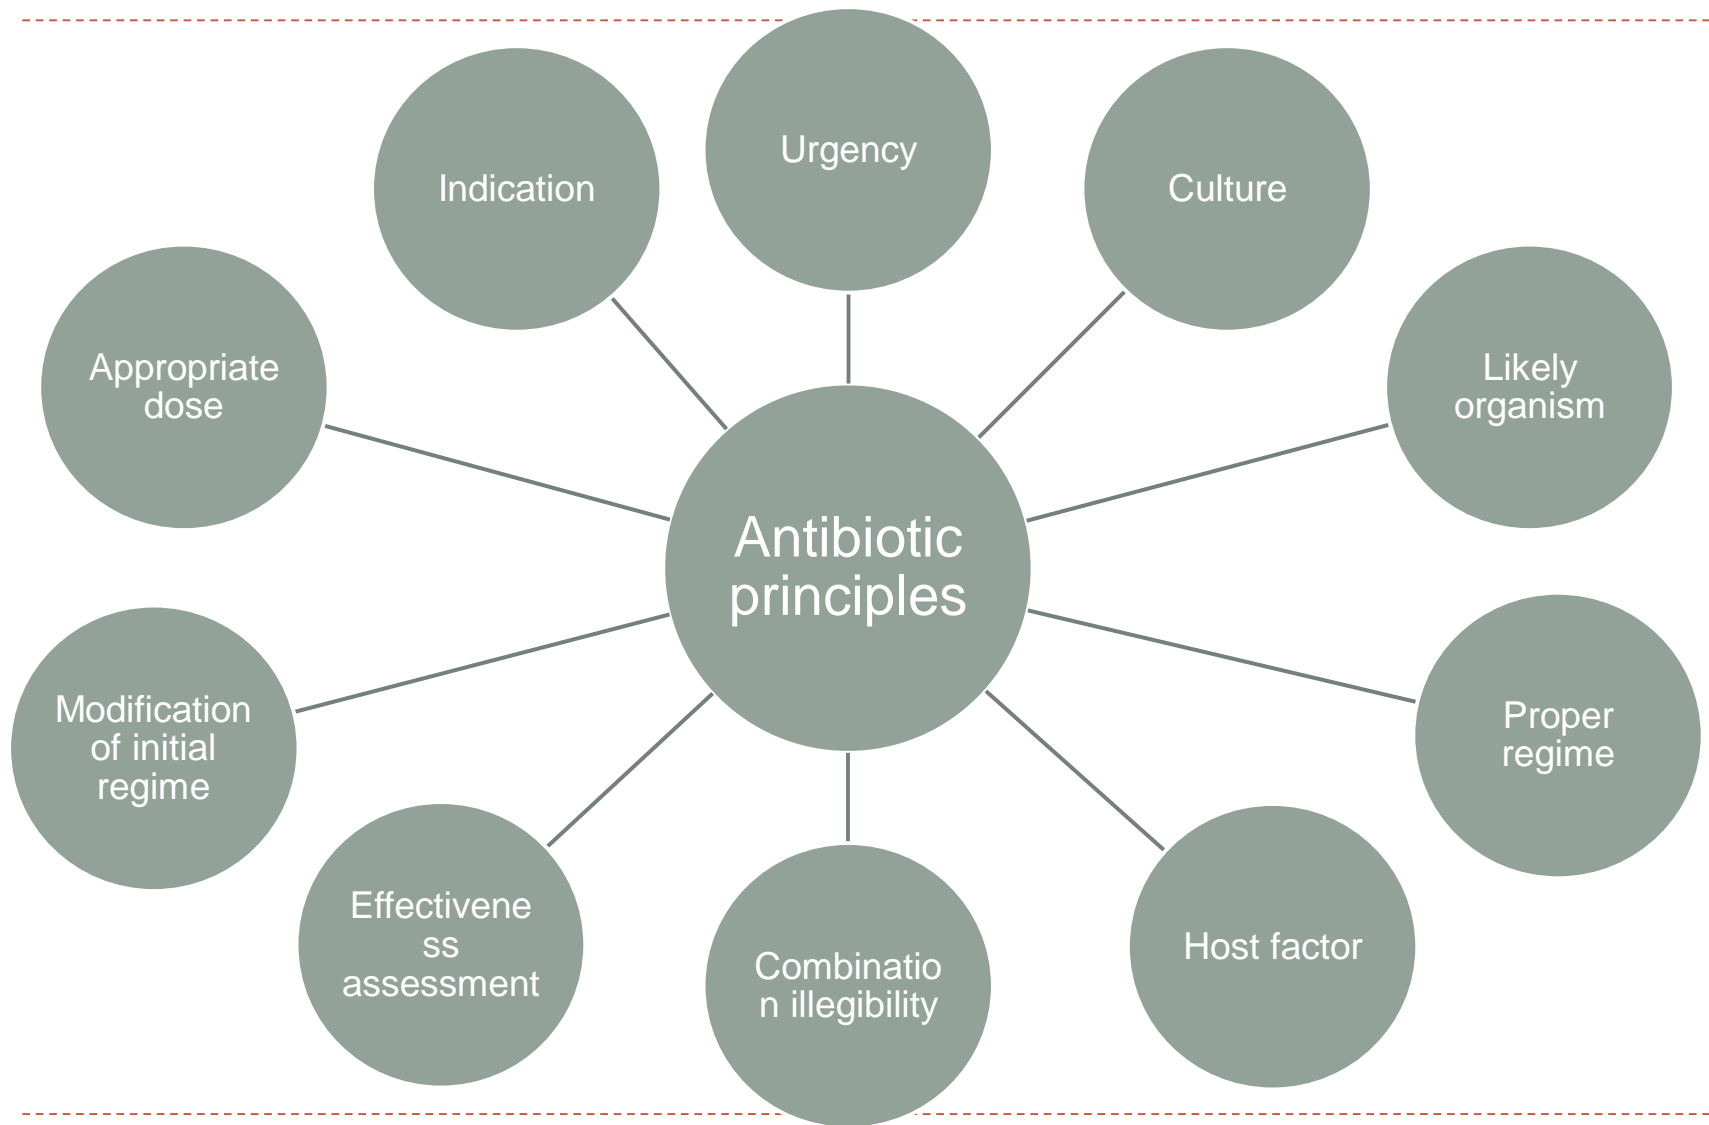 Urgency
Indication
Culture
Appropriate
dose
Likely
organism
Antibiotic
principles
Modification
of initial
regime
Proper
regime
Effectivene
ss
assessment
Combinatio
n illegibility
Host factor